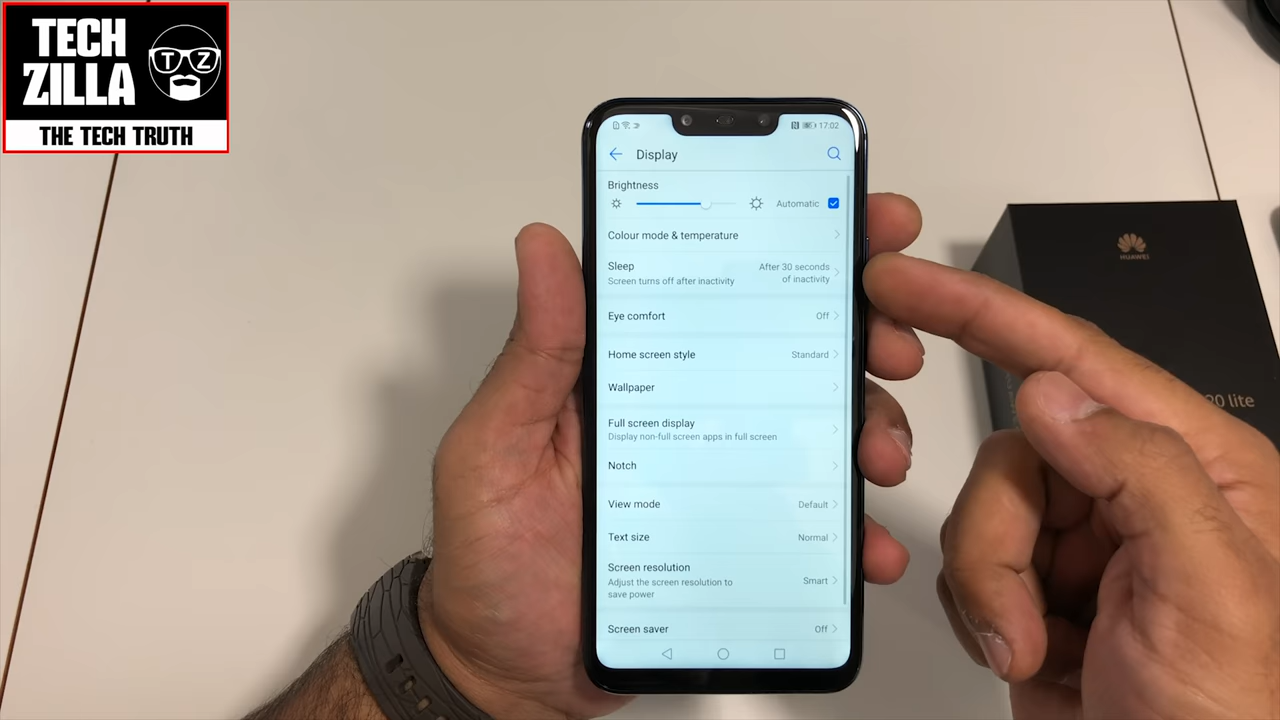 TECH
ZILLA
TZ
THE TECH TRUTH
17:02
Display
Brightness
Automatic
Colour mode & temperature
Sleep
Screen turns off after inactivity
After 30 seconds
of inactivity
Eye comfort
Off
Home screen style
Standard
Wallpaper
Full screen display
Display non-full screen apps in full screen
Notch
View mode
Default
Text size
Normal
Screen resolution
Adjust the screen resolution to
save power
Smart
Screen saver
Off
HUAWEI
lite